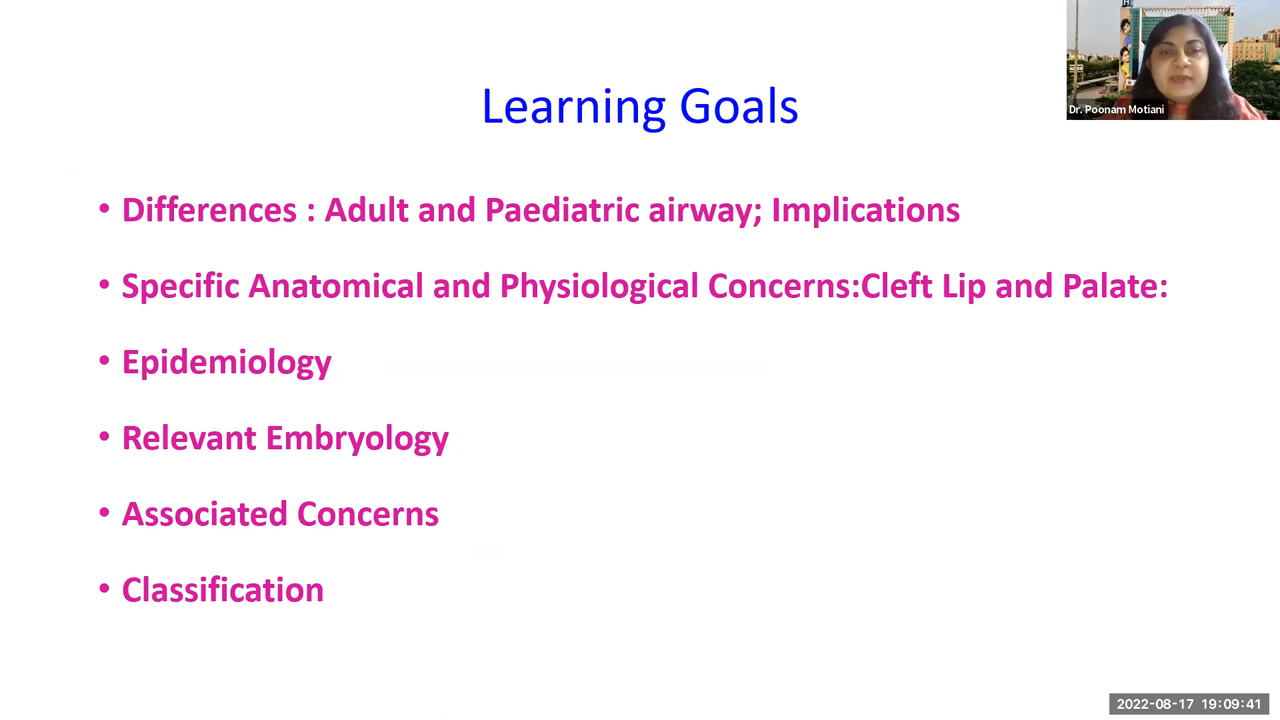 Learning Goals
Dr. Poonam Motiani
• Differences : Adult and Paediatric airway; Implications
• Specific Anatomical and Physiological Concerns:Cleft Lip and Palate:
• Epidemiology
• Relevant Embryology
• Associated Concerns
• Classification
2022-08-17 19:09:41